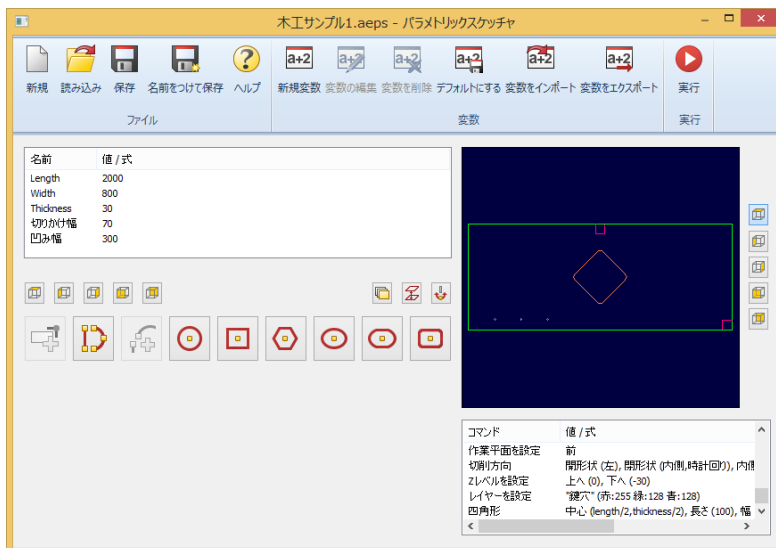 木工サンプル1.aeps - パラメトリックスケッチャ
新規 読み込み 保存 名前をつけて保存 ヘルプ 新規変数 変数の編集 変数を削除 デフォルトにする 変数をインポート 変数をエクスポート 実行
ファイル 変数 実行
名前 値 / 式
Length 2000
Width 800
Thickness 30
切りかけ幅 70
凹み幅 300
コマンド 値 / 式
作業平面を設定 前
切削方向 開形状 (左), 閉形状 (内側,時計回り), 内側
Zレベルを設定 上へ (0), 下へ (-30)
レイヤーを設定 "鍵穴" (赤:255 緑:128 青:128)
四角形 中心 (length/2,thickness/2), 長さ (100), 幅